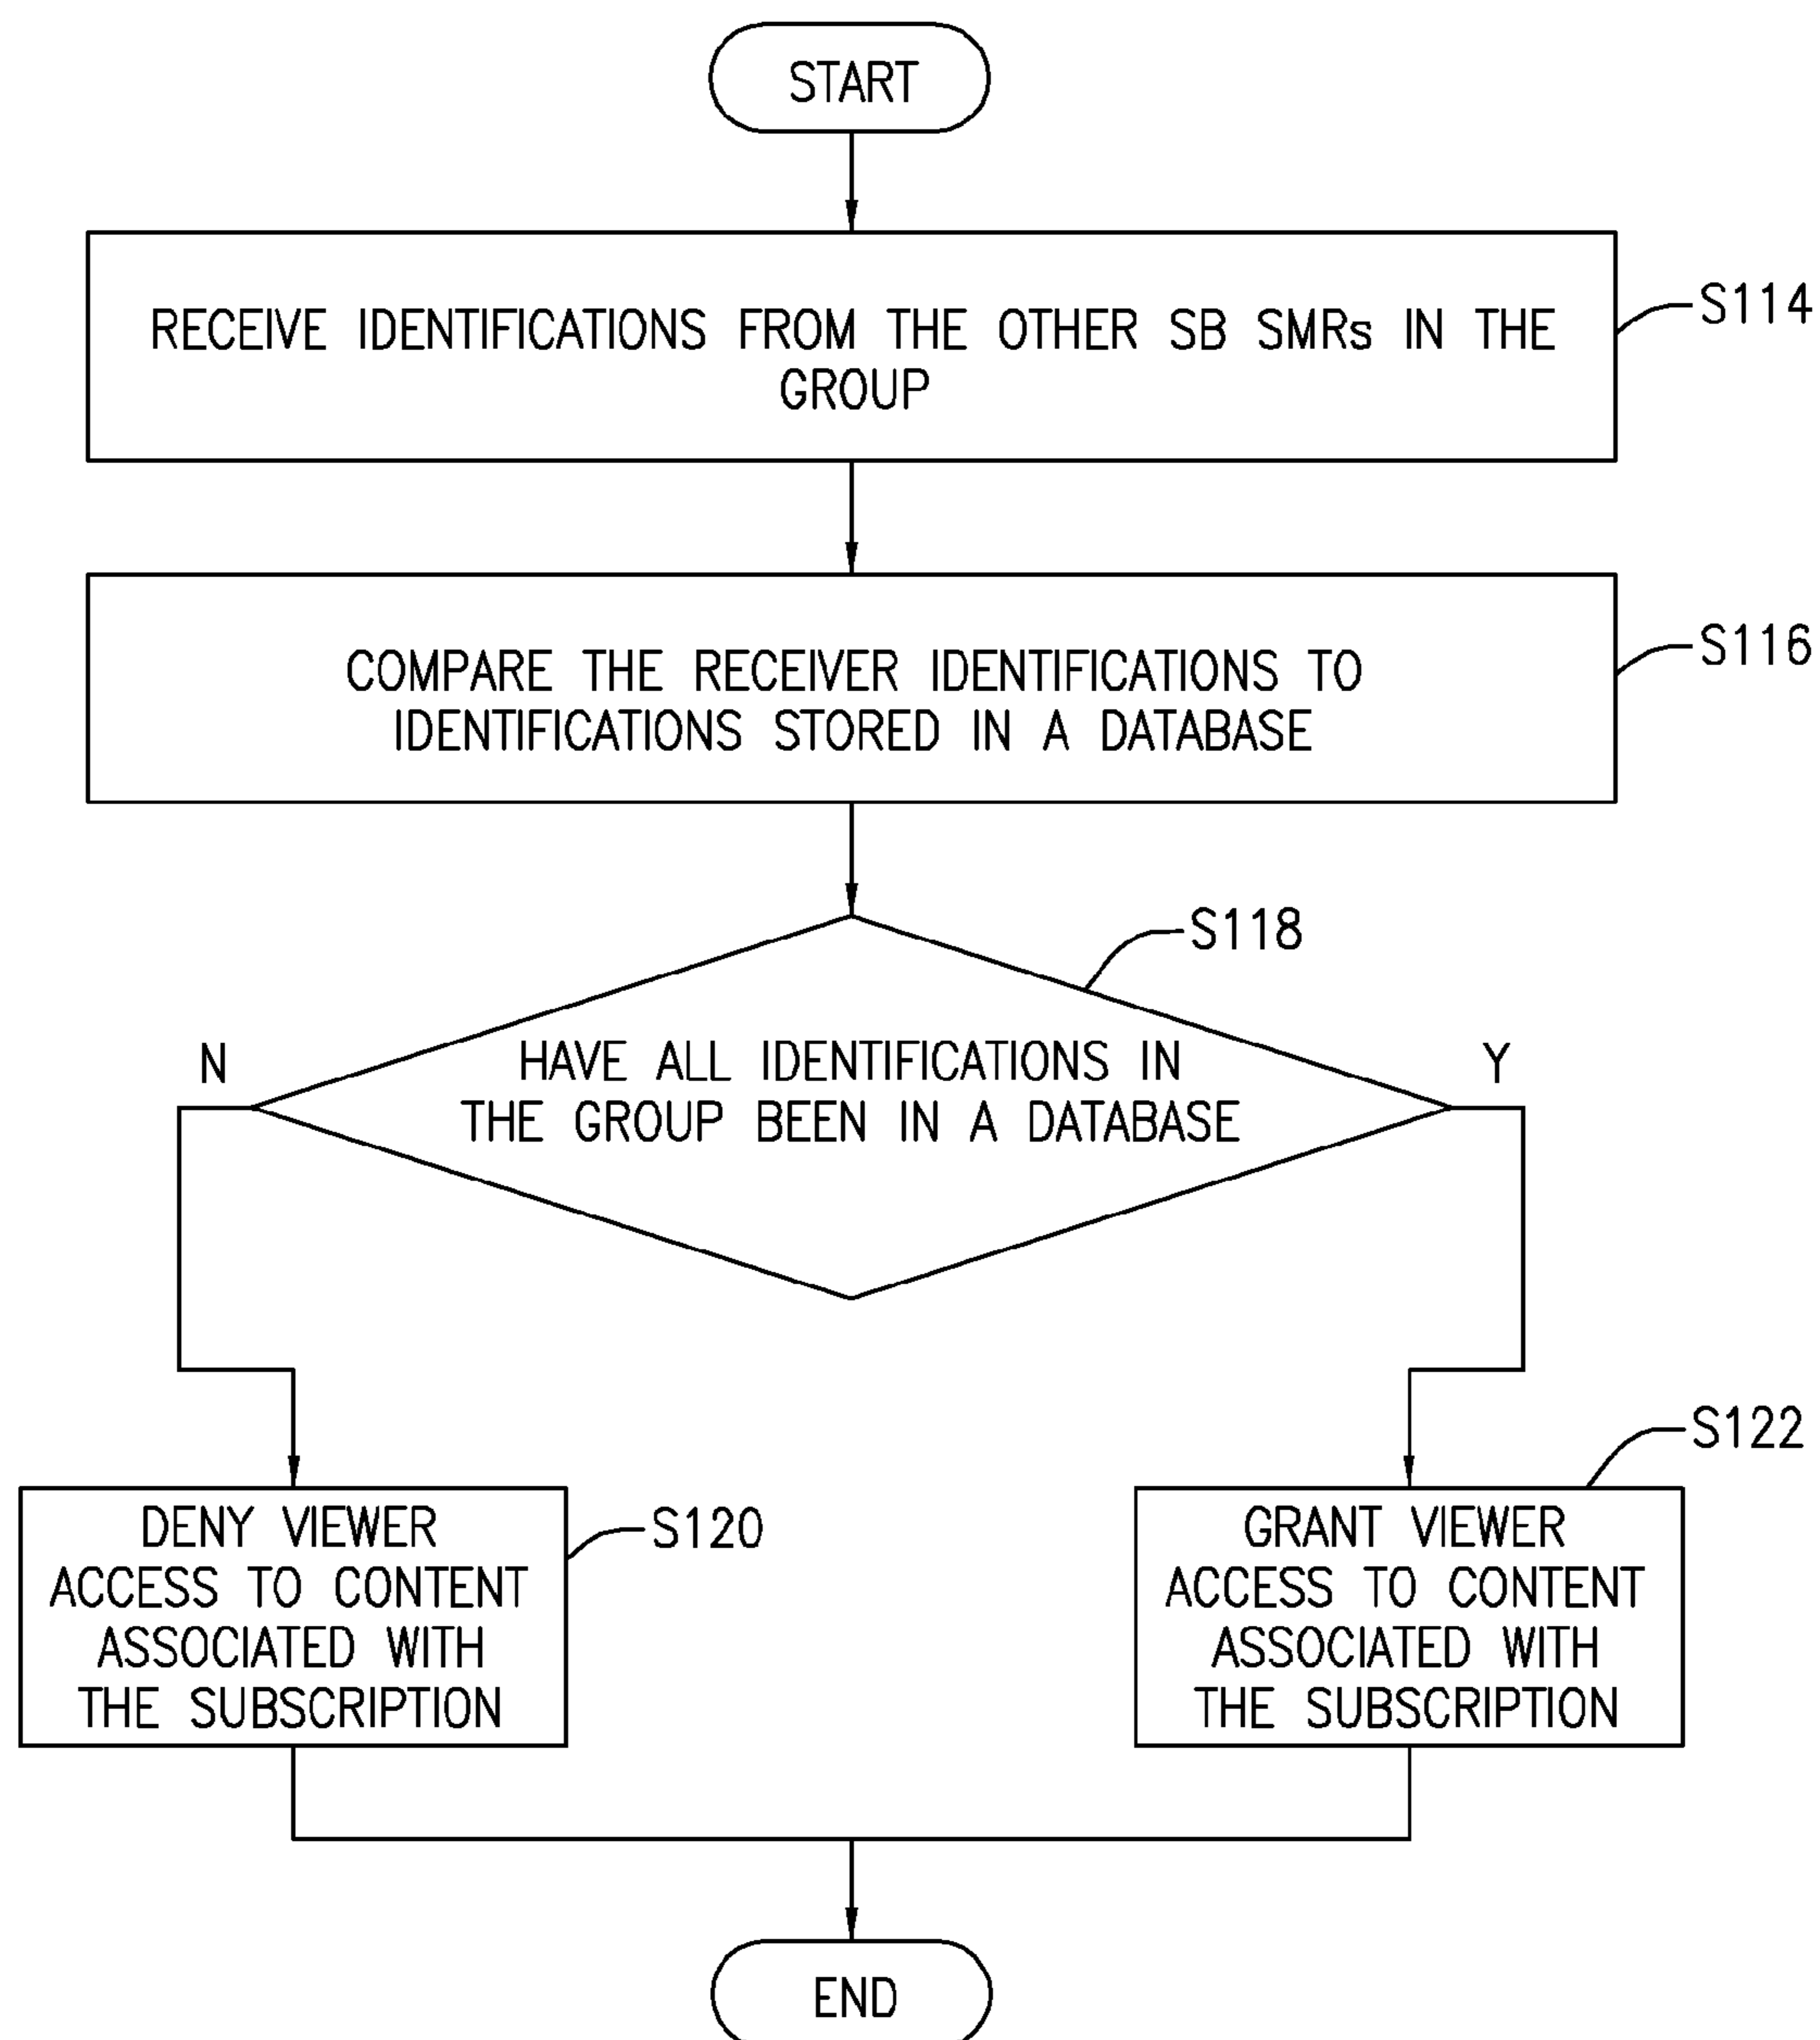 START
RECEIVE IDENTIFICATIONS FROM THE OTHER SB SMRs IN THE
GROUP
S114
COMPARE THE RECEIVER IDENTIFICATIONS TO
IDENTIFICATIONS STORED IN A DATABASE
S116
S118
HAVE ALL IDENTIFICATIONS IN
THE GROUP BEEN IN A DATABASE
N
Y
DENY VIEWER
ACCESS TO CONTENT
ASSOCIATED WITH
THE SUBSCRIPTION
S120
GRANT VIEWER
ACCESS TO CONTENT
ASSOCIATED WITH
THE SUBSCRIPTION
S122
END